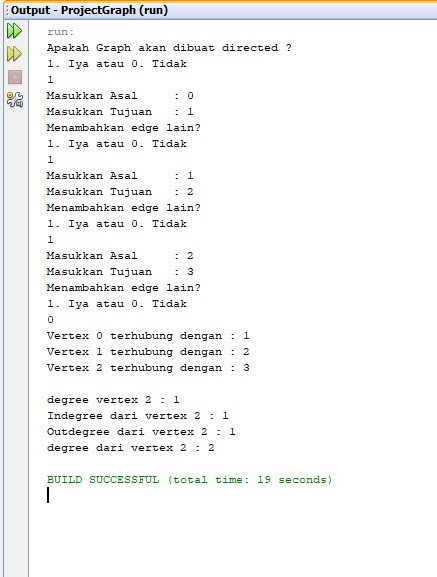 Output - ProjectGraph (run)
run:
Apakah Graph akan dibuat directed ?
1. Iya atau 0. Tidak
1
Masukkan Asal     : 0
Masukkan Tujuan   : 1
Menambahkan edge lain?
1. Iya atau 0. Tidak
1
Masukkan Asal     : 1
Masukkan Tujuan   : 2
Menambahkan edge lain?
1. Iya atau 0. Tidak
1
Masukkan Asal     : 2
Masukkan Tujuan   : 3
Menambahkan edge lain?
1. Iya atau 0. Tidak
0
Vertex 0 terhubung dengan : 1
Vertex 1 terhubung dengan : 2
Vertex 2 terhubung dengan : 3
degree vertex 2 : 1
Indegree dari vertex 2 : 1
Outdegree dari vertex 2 : 1
degree dari vertex 2 : 2
BUILD SUCCESSFUL (total time: 19 seconds)